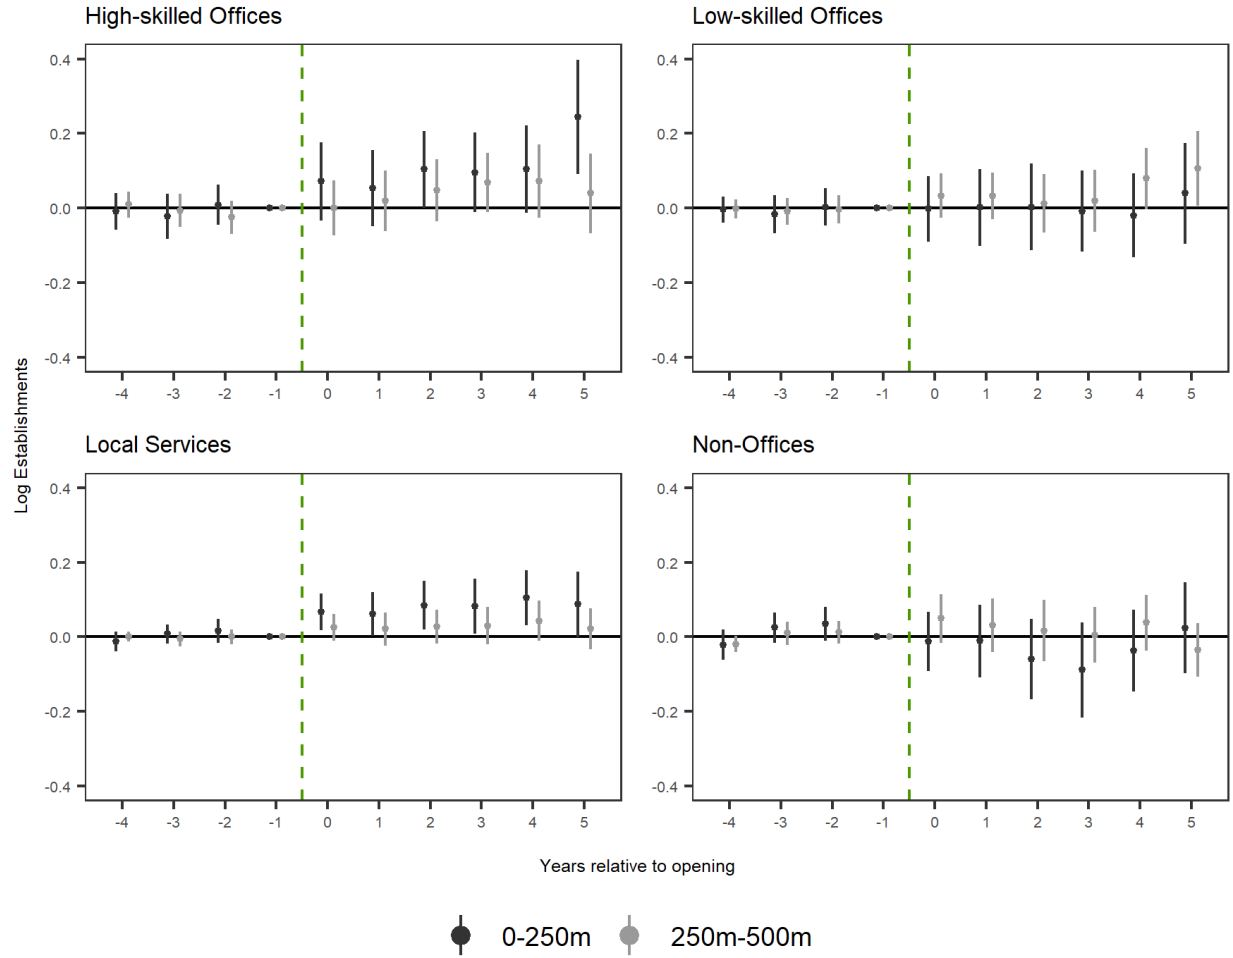 High-skilled Offices
Low-skilled Offices
0.4
0.2
0.0
-0.2
-0.4
-4 -3 -2 -1 0 1 2 3 4 5
0.4
0.2
0.0
-0.2
-0.4
-4 -3 -2 -1 0 1 2 3 4 5
Log Establishments
Local Services
Non-Offices
0.4
0.2
0.0
-0.2
-0.4
-4 -3 -2 -1 0 1 2 3 4 5
0.4
0.2
0.0
-0.2
-0.4
-4 -3 -2 -1 0 1 2 3 4 5
Years relative to opening
0-250m 250m-500m